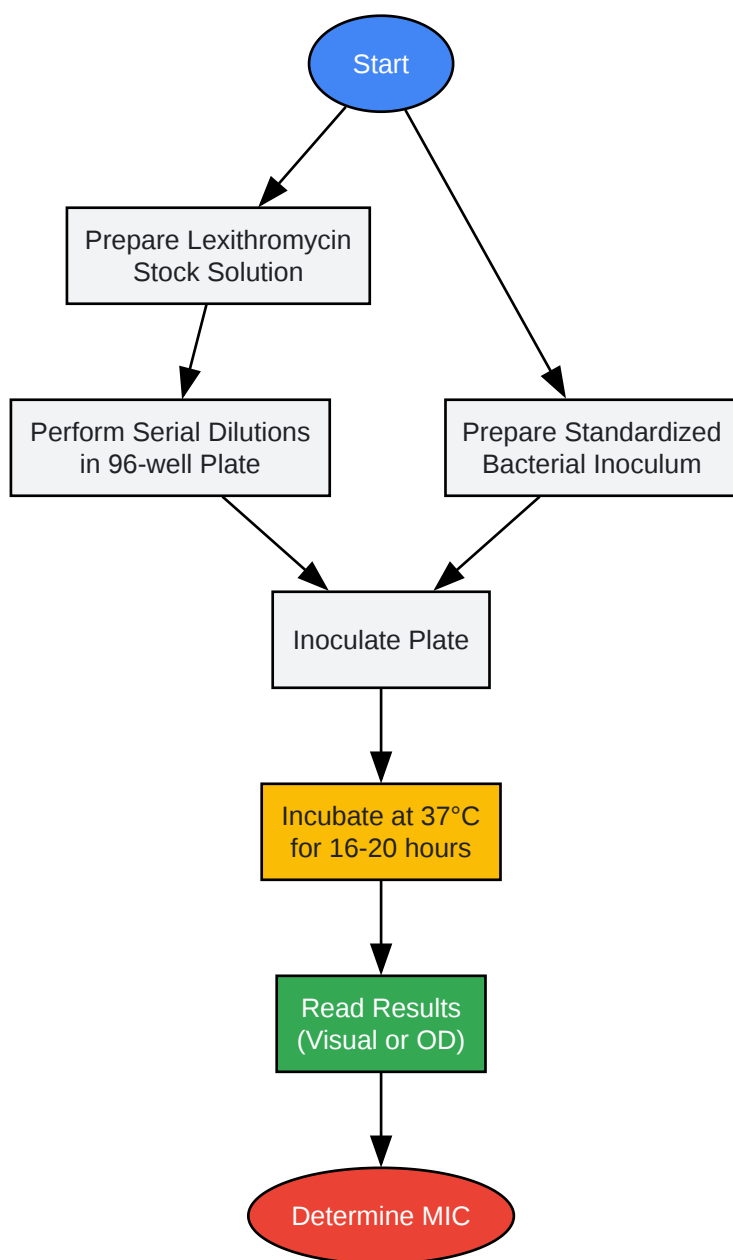 Start
Prepare Lexithromycin
Stock Solution
Perform Serial Dilutions
in 96-well Plate
Prepare Standardized
Bacterial Inoculum
Inoculate Plate
Incubate at 37°C
for 16-20 hours
Read Results
(Visual or OD)
Determine MIC